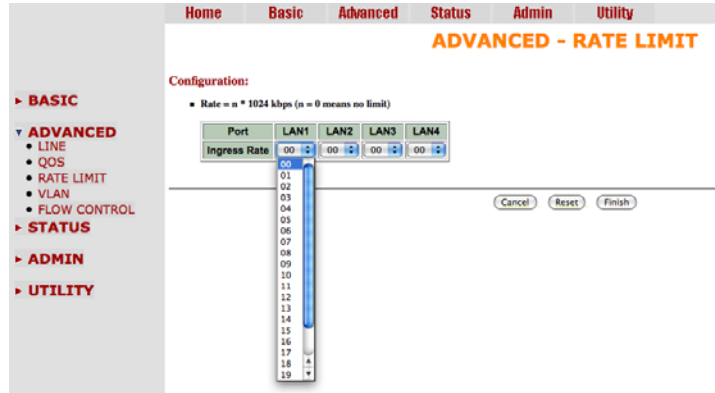 Home Basic Advanced Status Admin Utility
ADVANCED - RATE LIMIT
BASIC
ADVANCED
LINE
QOS
RATE LIMIT
VLAN
FLOW CONTROL
STATUS
ADMIN
UTILITY
Configuration:
Rate = n * 1024 kbps (n = 0 means no limit)
Port LAN1 LAN2 LAN3 LAN4
Ingress Rate 00 00 00 00
00
01
02
03
04
05
06
07
08
09
10
11
12
13
14
15
16
17
18
19
Cancel Reset Finish